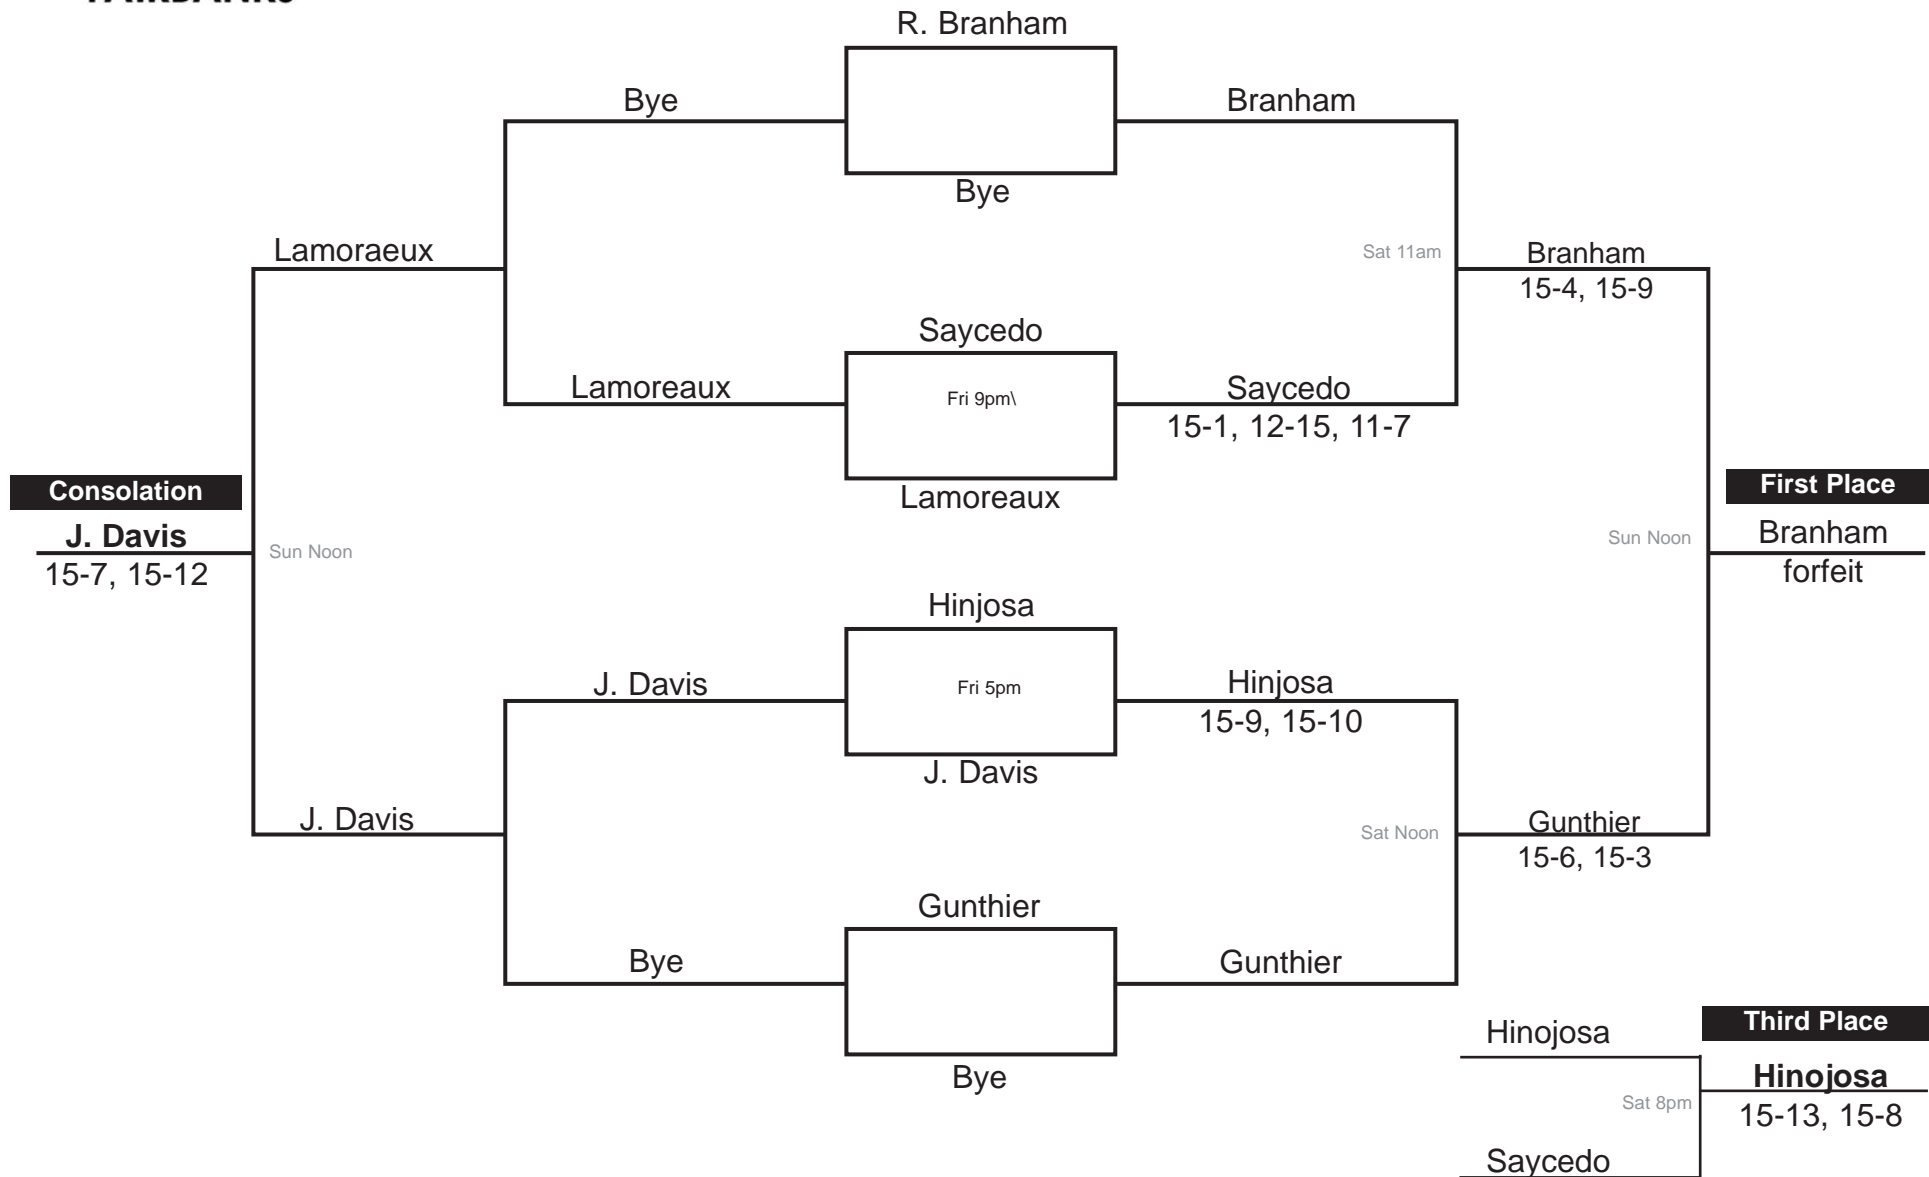 R. Branham
Bye
Branham
Bye
Lamoraeux
Sat 11am
Branham
15-4, 15-9
Saycedo
Lamoreaux
Fri 9pm\
Saycedo
15-1, 12-15, 11-7
Lamoreaux
Consolation
J. Davis
15-7, 15-12
Sun Noon
First Place
Sun Noon
Branham
forfeit
Hinjosa
J. Davis
Fri 5pm
Hinjosa
15-9, 15-10
J. Davis
J. Davis
Sat Noon
Gunthier
15-6, 15-3
Gunthier
Bye
Gunthier
Bye
Hinojosa
Third Place
Hinojosa
15-13, 15-8
Sat 8pm
Saycedo